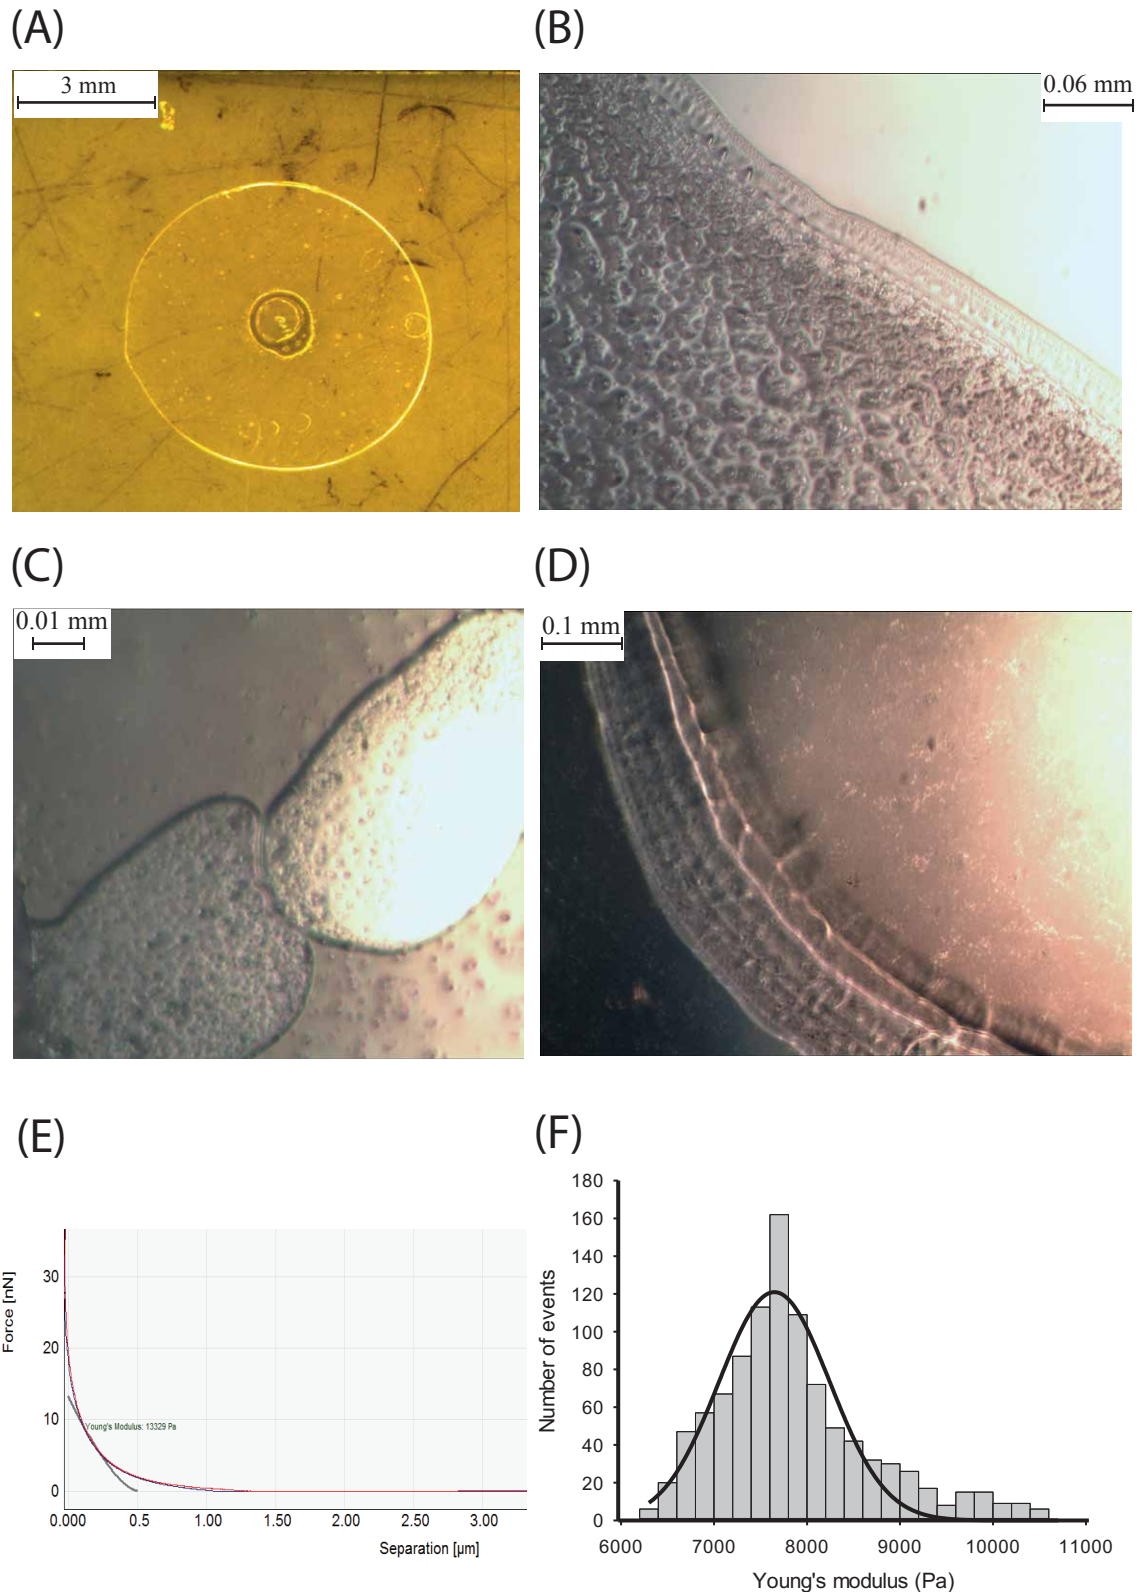 (A)
(B)
3 mm
0.06 mm
(C)
(D)
0.01 mm
0.1 mm
(E)
(F)
Force [nN]
30
20
10
0
Young's Modulus: 13329 Pa
0.000 0.5 1.00 1.50 2.00 2.50 3.00
Separation [µm]
Number of events
180
160
140
120
100
80
60
40
20
0
6000 7000 8000 9000 10000 11000
Young's modulus (Pa)